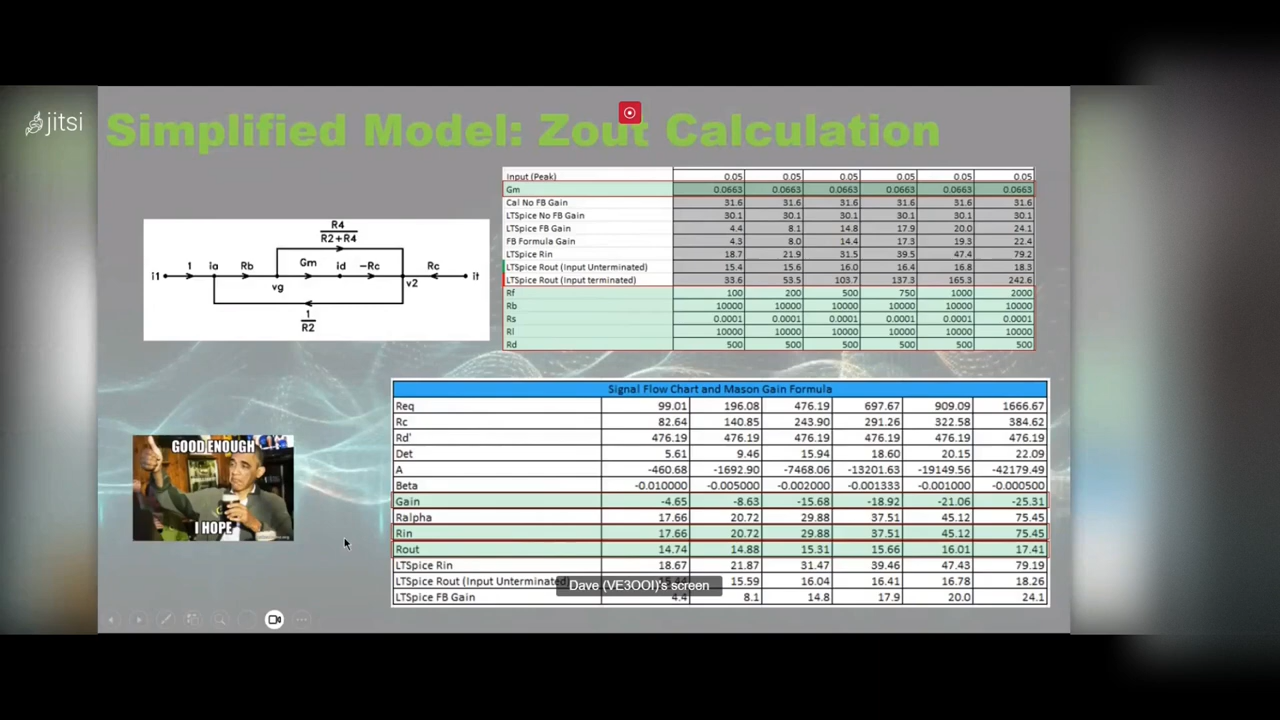 jitsi
Simplified Model: Zout Calculation
R4
R2+R4
1 Rb Gm -Rc Rc
i1 ia id it
vg v2
1
R2
Input (Peak) 0.05 0.05 0.05 0.05 0.05 0.05
Gm 0.0663 0.0663 0.0663 0.0663 0.0663 0.0663
Cal No FB Gain 31.6 31.6 31.6 31.6 31.6 31.6
LTSpice No FB Gain 30.1 30.1 30.1 30.1 30.1 30.1
LTSpice FB Gain 4.4 8.1 14.8 17.9 20.0 24.1
FB Formula Gain 4.3 8.0 14.4 17.3 19.3 22.4
LTSpice Rin 18.7 21.9 31.5 39.5 47.4 79.2
LTSpice Rout (Input Unterminated) 15.4 15.6 16.0 16.4 16.8 18.3
LTSpice Rout (Input terminated) 33.6 53.5 103.7 137.3 165.3 242.6
Rf 100 200 500 750 1000 2000
Rb 10000 10000 10000 10000 10000 10000
Rs 0.0001 0.0001 0.0001 0.0001 0.0001 0.0001
Rl 10000 10000 10000 10000 10000 10000
Rd 500 500 500 500 500 500
Signal Flow Chart and Mason Gain Formula
Req 99.01 196.08 476.19 697.67 909.09 1666.67
Rc 82.64 140.85 243.90 291.26 322.58 384.62
Rd' 476.19 476.19 476.19 476.19 476.19 476.19
Det 5.61 9.46 15.94 18.60 20.15 22.09
A -460.68 -1692.90 -7468.06 -13201.63 -19149.56 -42179.49
Beta -0.010000 -0.005000 -0.002000 -0.001333 -0.001000 -0.000500
Gain -4.65 -8.63 -15.68 -18.92 -21.06 -25.31
Ralpha 17.66 20.72 29.88 37.51 45.12 75.45
Rin 17.66 20.72 29.88 37.51 45.12 75.45
Rout 14.74 14.88 15.31 15.66 16.01 17.41
LTSpice Rin 18.67 21.87 31.47 39.46 47.43 79.19
LTSpice Rout (Input Unterminated 15.59 16.04 16.41 16.78 18.26
LTSpice FB Gain 4.4 8.1 14.8 17.9 20.0 24.1
GOOD ENOUGH
I HOPE
Dave (VE3OOI)'s screen